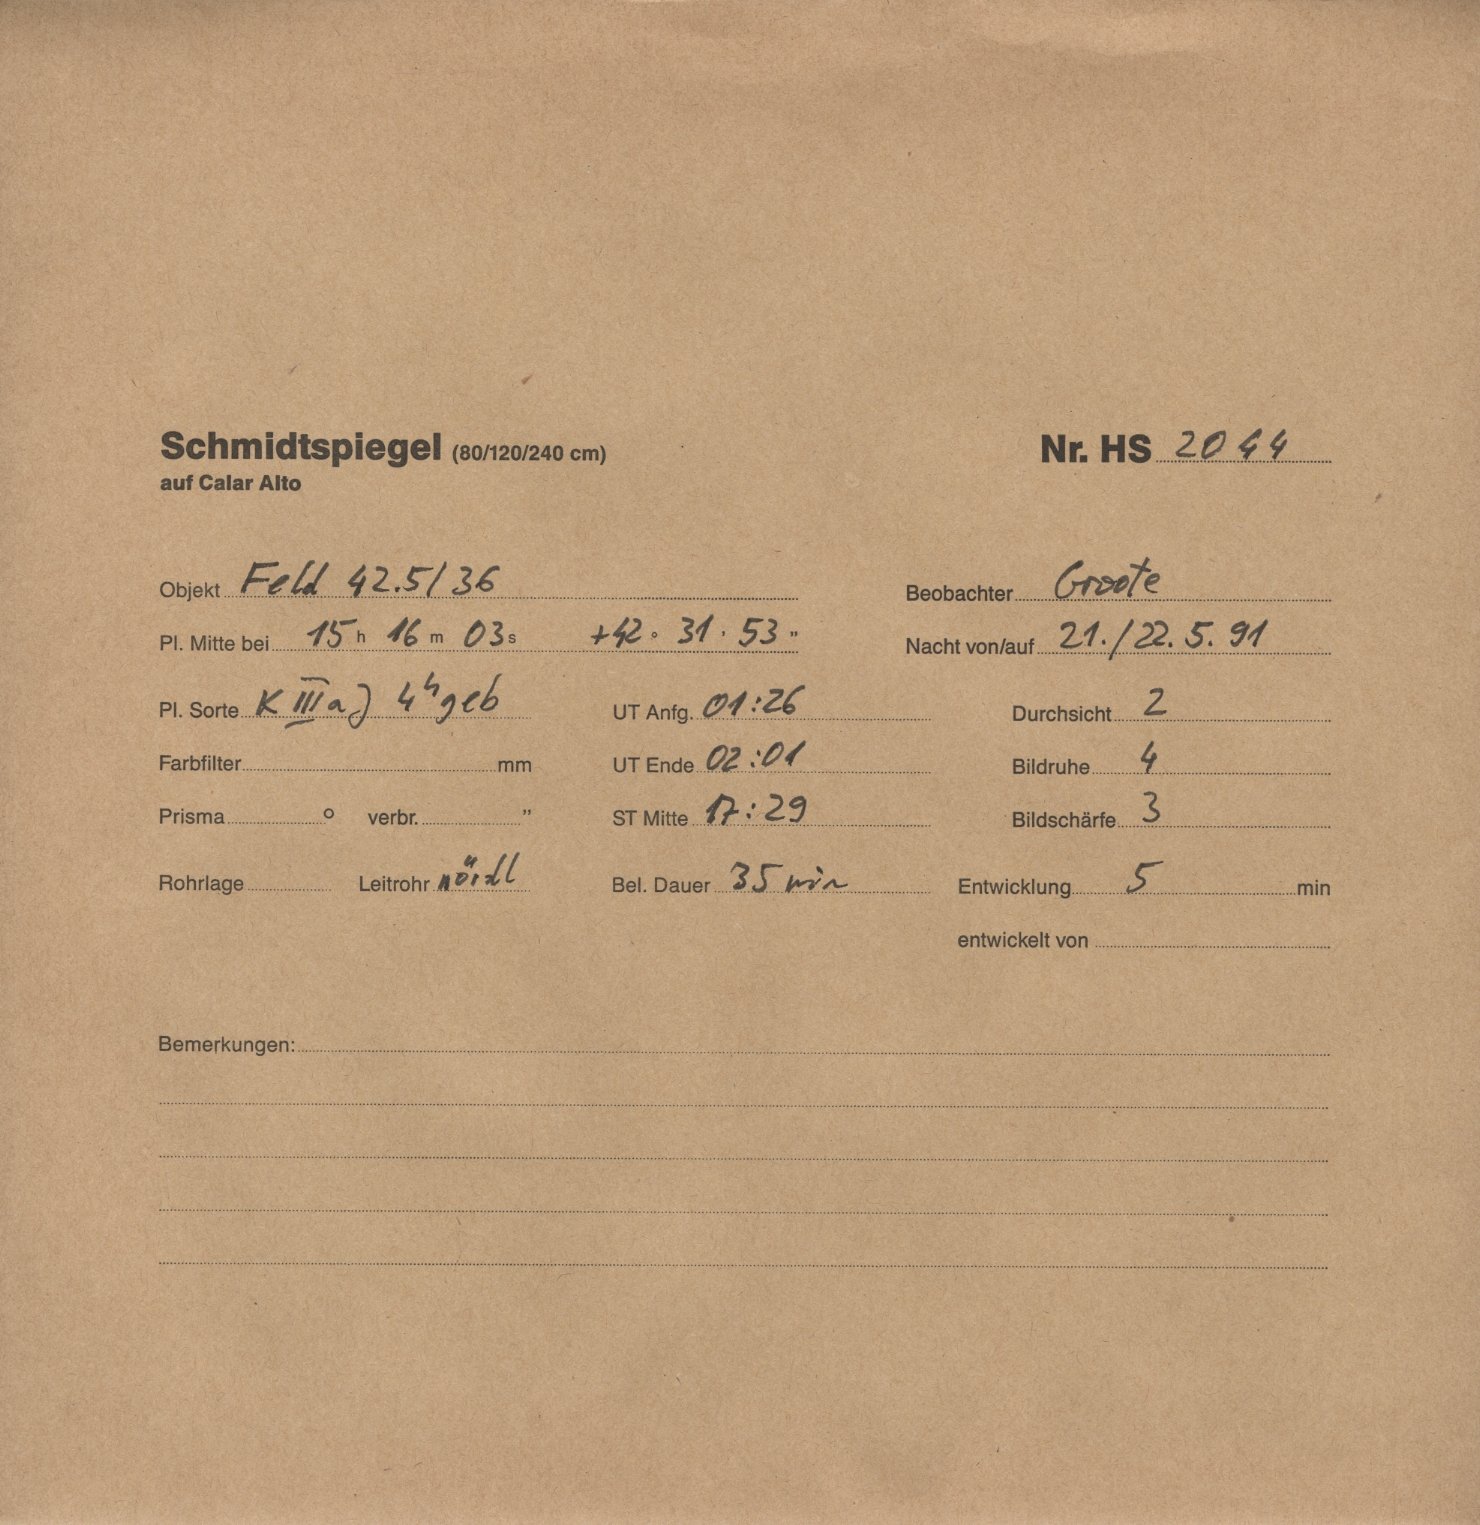 Schmidtspiegel (80/120/240 cm) Nr. HS 2044
auf Calar Alto
Objekt Feld 42.5/36 Beobachter Groote
Pl. Mitte bei 15 h 16 m 03 s +42 ° 31 ' 53 " Nacht von/auf 21./22. 5. 91
Pl. Sorte K IIIaJ 4h geb UT Anfg. 01:26 Durchsicht 2
Farbfilter mm UT Ende 02:01 Bildruhe 4
Prisma ° verbr. " ST Mitte 17:29 Bildschärfe 3
Rohrlage Leitrohr nördl Bel. Dauer 35 min Entwicklung 5 min
entwickelt von
Bemerkungen: